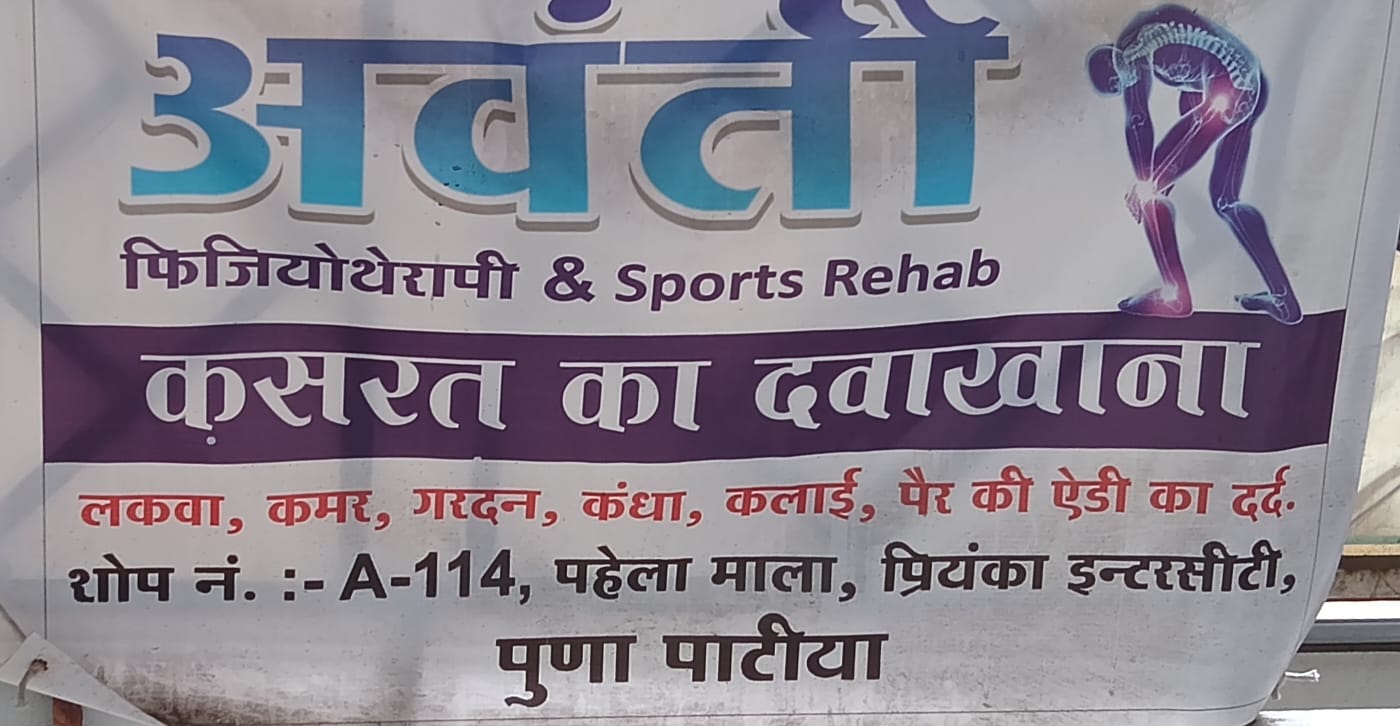 अवंती
फिजियोथेरापी & Sports Rehab
क़सरत का दवाखाना
लकवा, कमर, गरदन, कंधा, कलाई, पैर की ऐडी का दर्द.
शोप नं. :- A-114, पहेला माला, प्रियंका इन्टरसीटी,
पुणा पाटीया